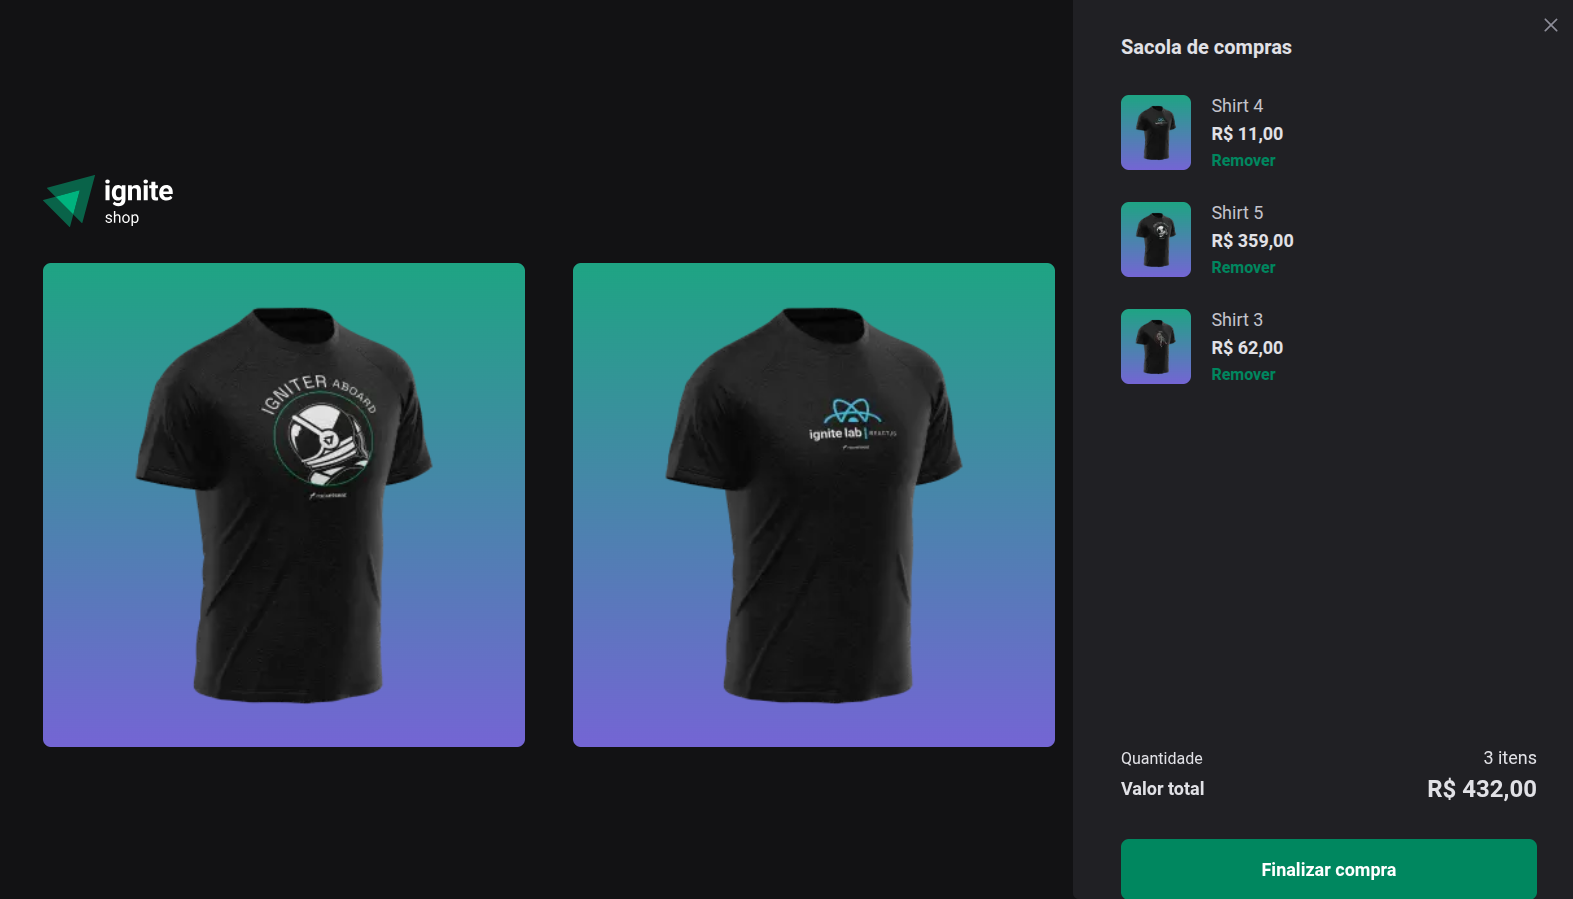 ignite
shop
IGNITER ABOARD
ignite lab | REACTJS
Sacola de compras
Shirt 4
R$ 11,00
Remover
Shirt 5
R$ 359,00
Remover
Shirt 3
R$ 62,00
Remover
Quantidade 3 itens
Valor total R$ 432,00
Finalizar compra